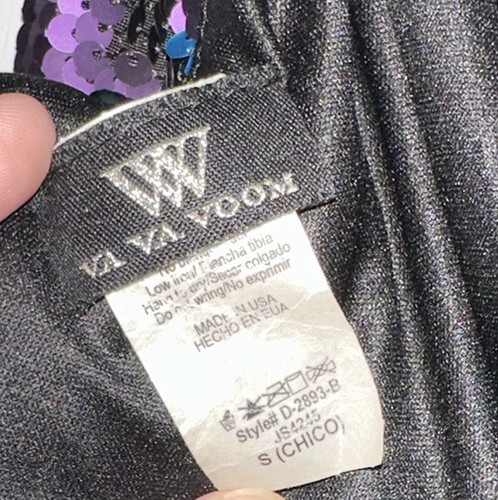 VA VA VOOM
Low iron/Plancha tibia
Hang dry/Secar colgado
Do not wring/No exprimir
MADE IN USA
HECHO EN EUA
Style# D-2893-B
JS4245
S (CHICO)